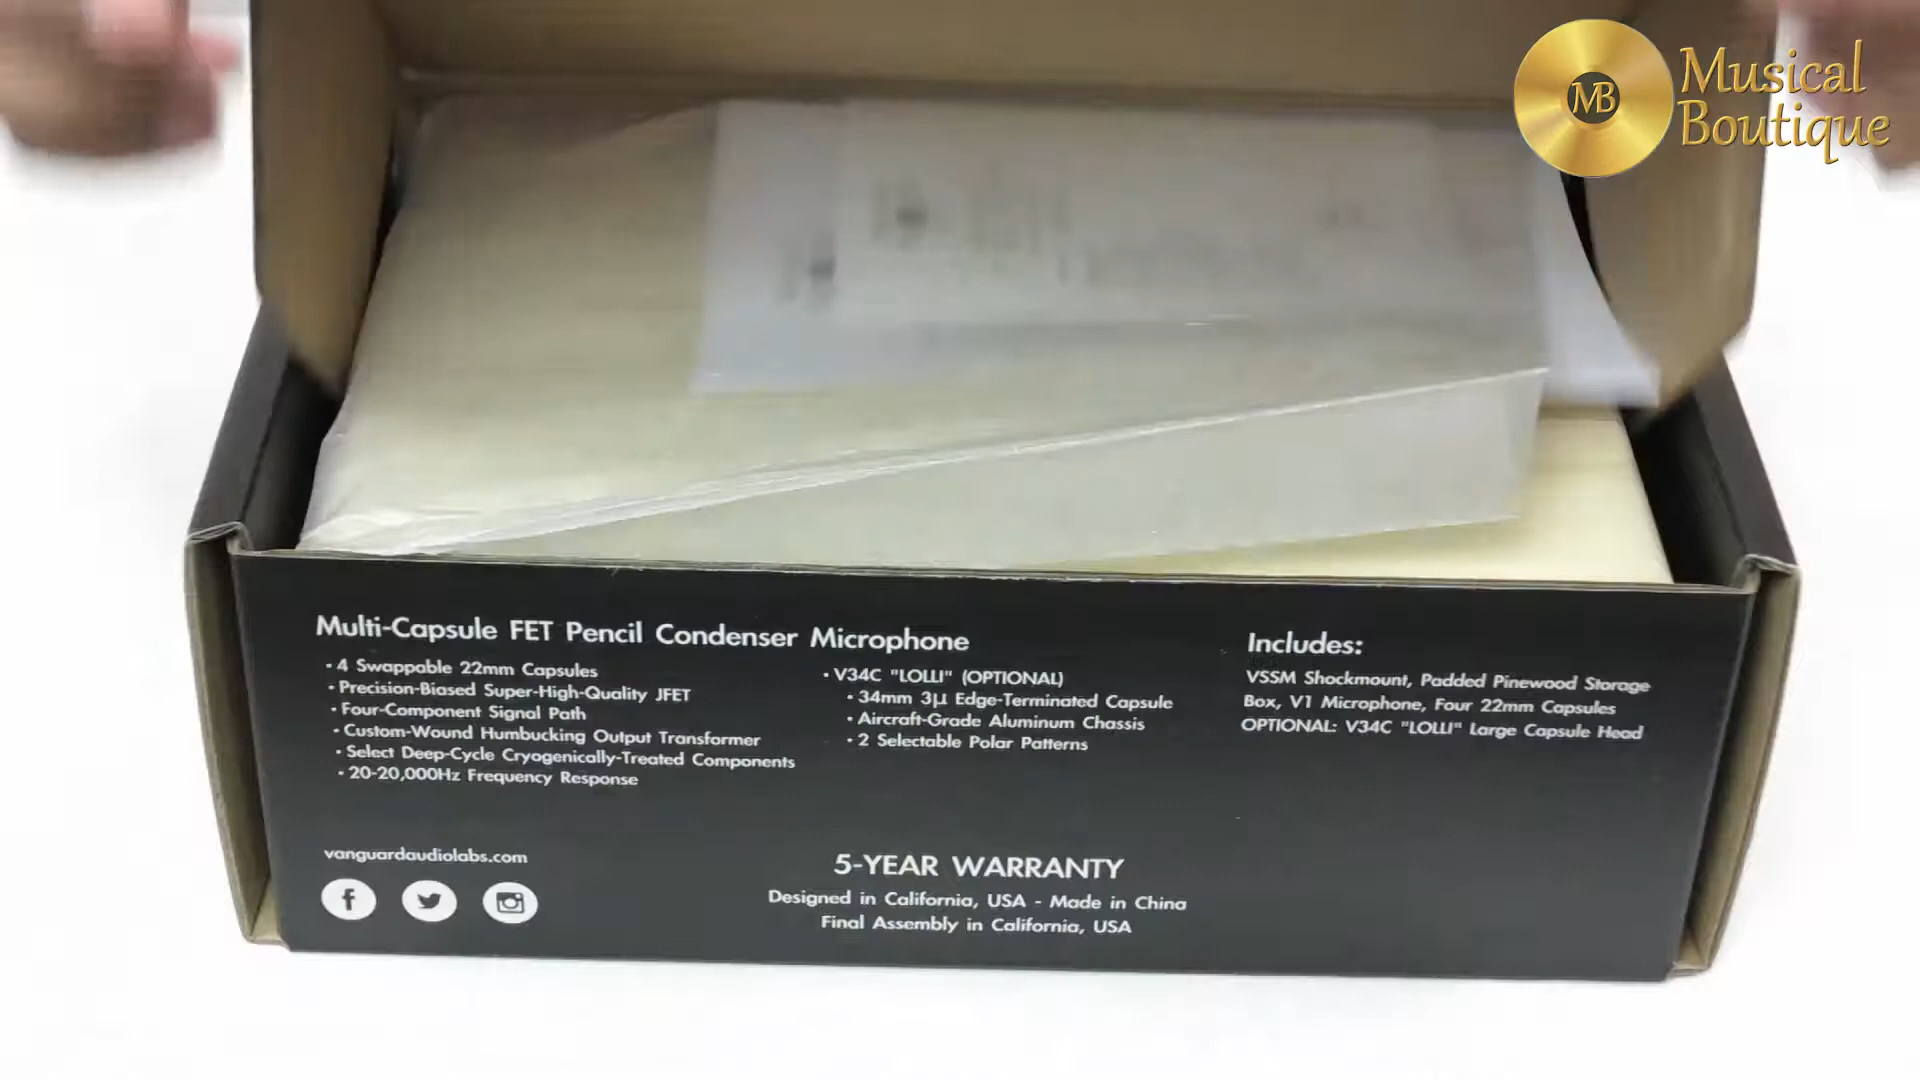 MB
Musical
Boutique
Multi-Capsule FET Pencil Condenser Microphone
• 4 Swappable 22mm Capsules
• Precision-Biased Super-High-Quality JFET
• Four-Component Signal Path
• Custom-Wound Humbucking Output Transformer
• Select Deep-Cycle Cryogenically-Treated Components
• 20-20,000Hz Frequency Response
• V34C "LOLLI" (OPTIONAL)
• 34mm 3µ Edge-Terminated Capsule
• Aircraft-Grade Aluminum Chassis
• 2 Selectable Polar Patterns
Includes:
VSSM Shockmount, Padded Pinewood Storage
Box, V1 Microphone, Four 22mm Capsules
OPTIONAL: V34C "LOLLI" Large Capsule Head
vanguardaudiolabs.com
5-YEAR WARRANTY
Designed in California, USA - Made in China
Final Assembly in California, USA